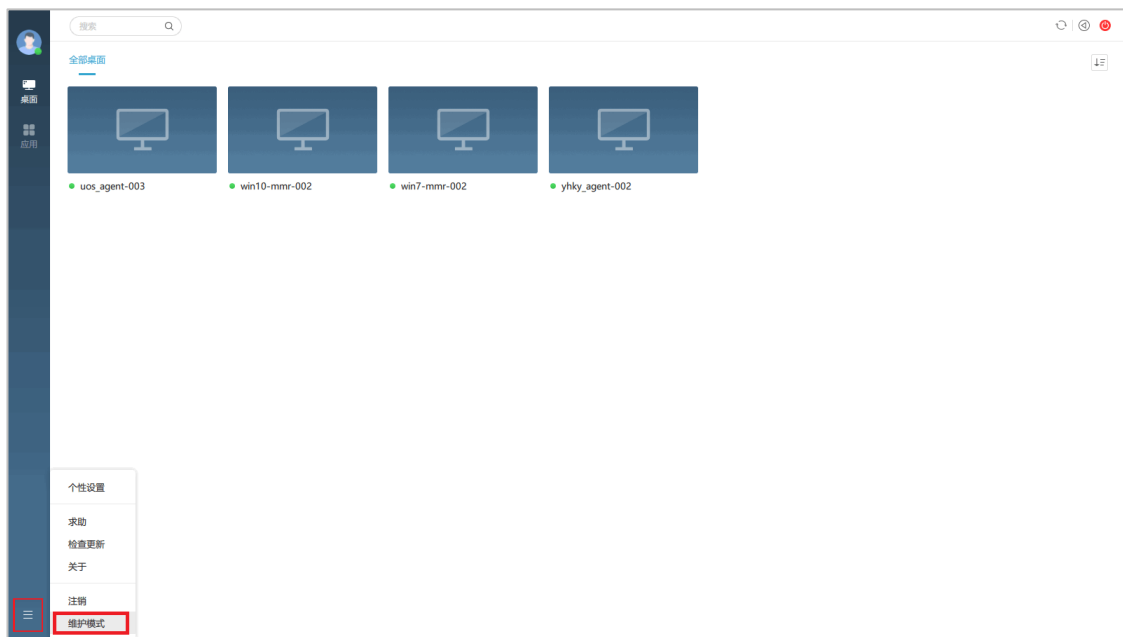 搜索
全部桌面
桌面
应用
uos_agent-003
win10-mmr-002
win7-mmr-002
yhky_agent-002
个性设置
求助
检查更新
关于
注销
维护模式